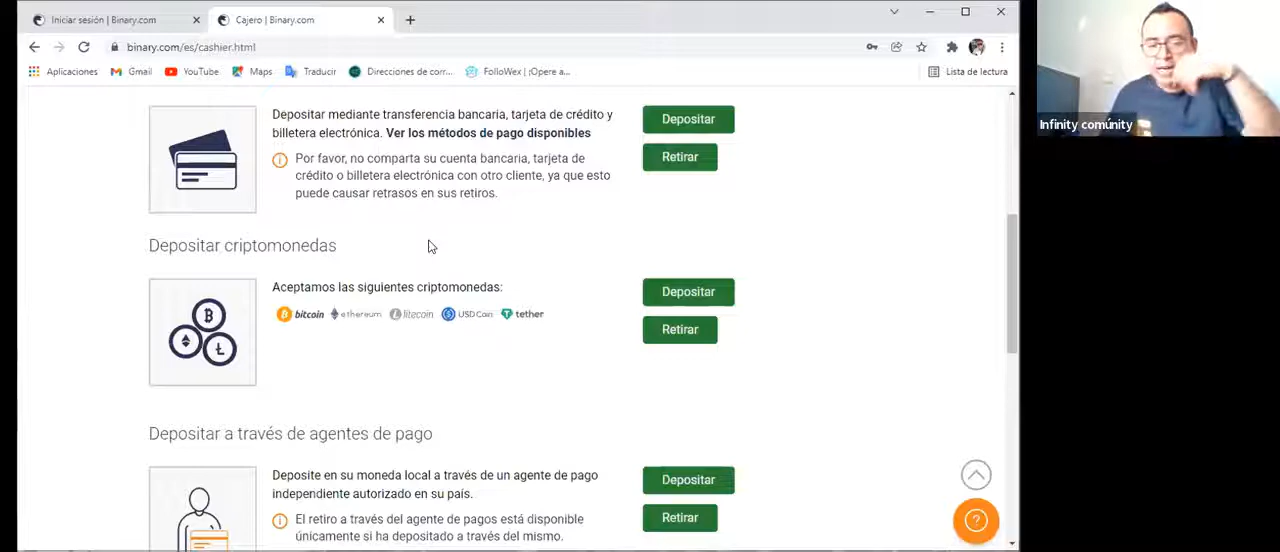 Iniciar sesión | Binary.com
Cajero | Binary.com
binary.com/es/cashier.html
Aplicaciones
Gmail
YouTube
Maps
Traducir
Direcciones de corr...
FolloWex | ¡Opere a...
Lista de lectura
Infinity comúnity
Depositar mediante transferencia bancaria, tarjeta de crédito y
billetera electrónica. Ver los métodos de pago disponibles
Por favor, no comparta su cuenta bancaria, tarjeta de
crédito o billetera electrónica con otro cliente, ya que esto
puede causar retrasos en sus retiros.
Depositar
Retirar
Depositar criptomonedas
Aceptamos las siguientes criptomonedas:
bitcoin ethereum litecoin USD Coin tether
Depositar
Retirar
Depositar a través de agentes de pago
Deposite en su moneda local a través de un agente de pago
independiente autorizado en su país.
El retiro a través del agente de pagos está disponible
únicamente si ha depositado a través del mismo.
Depositar
Retirar